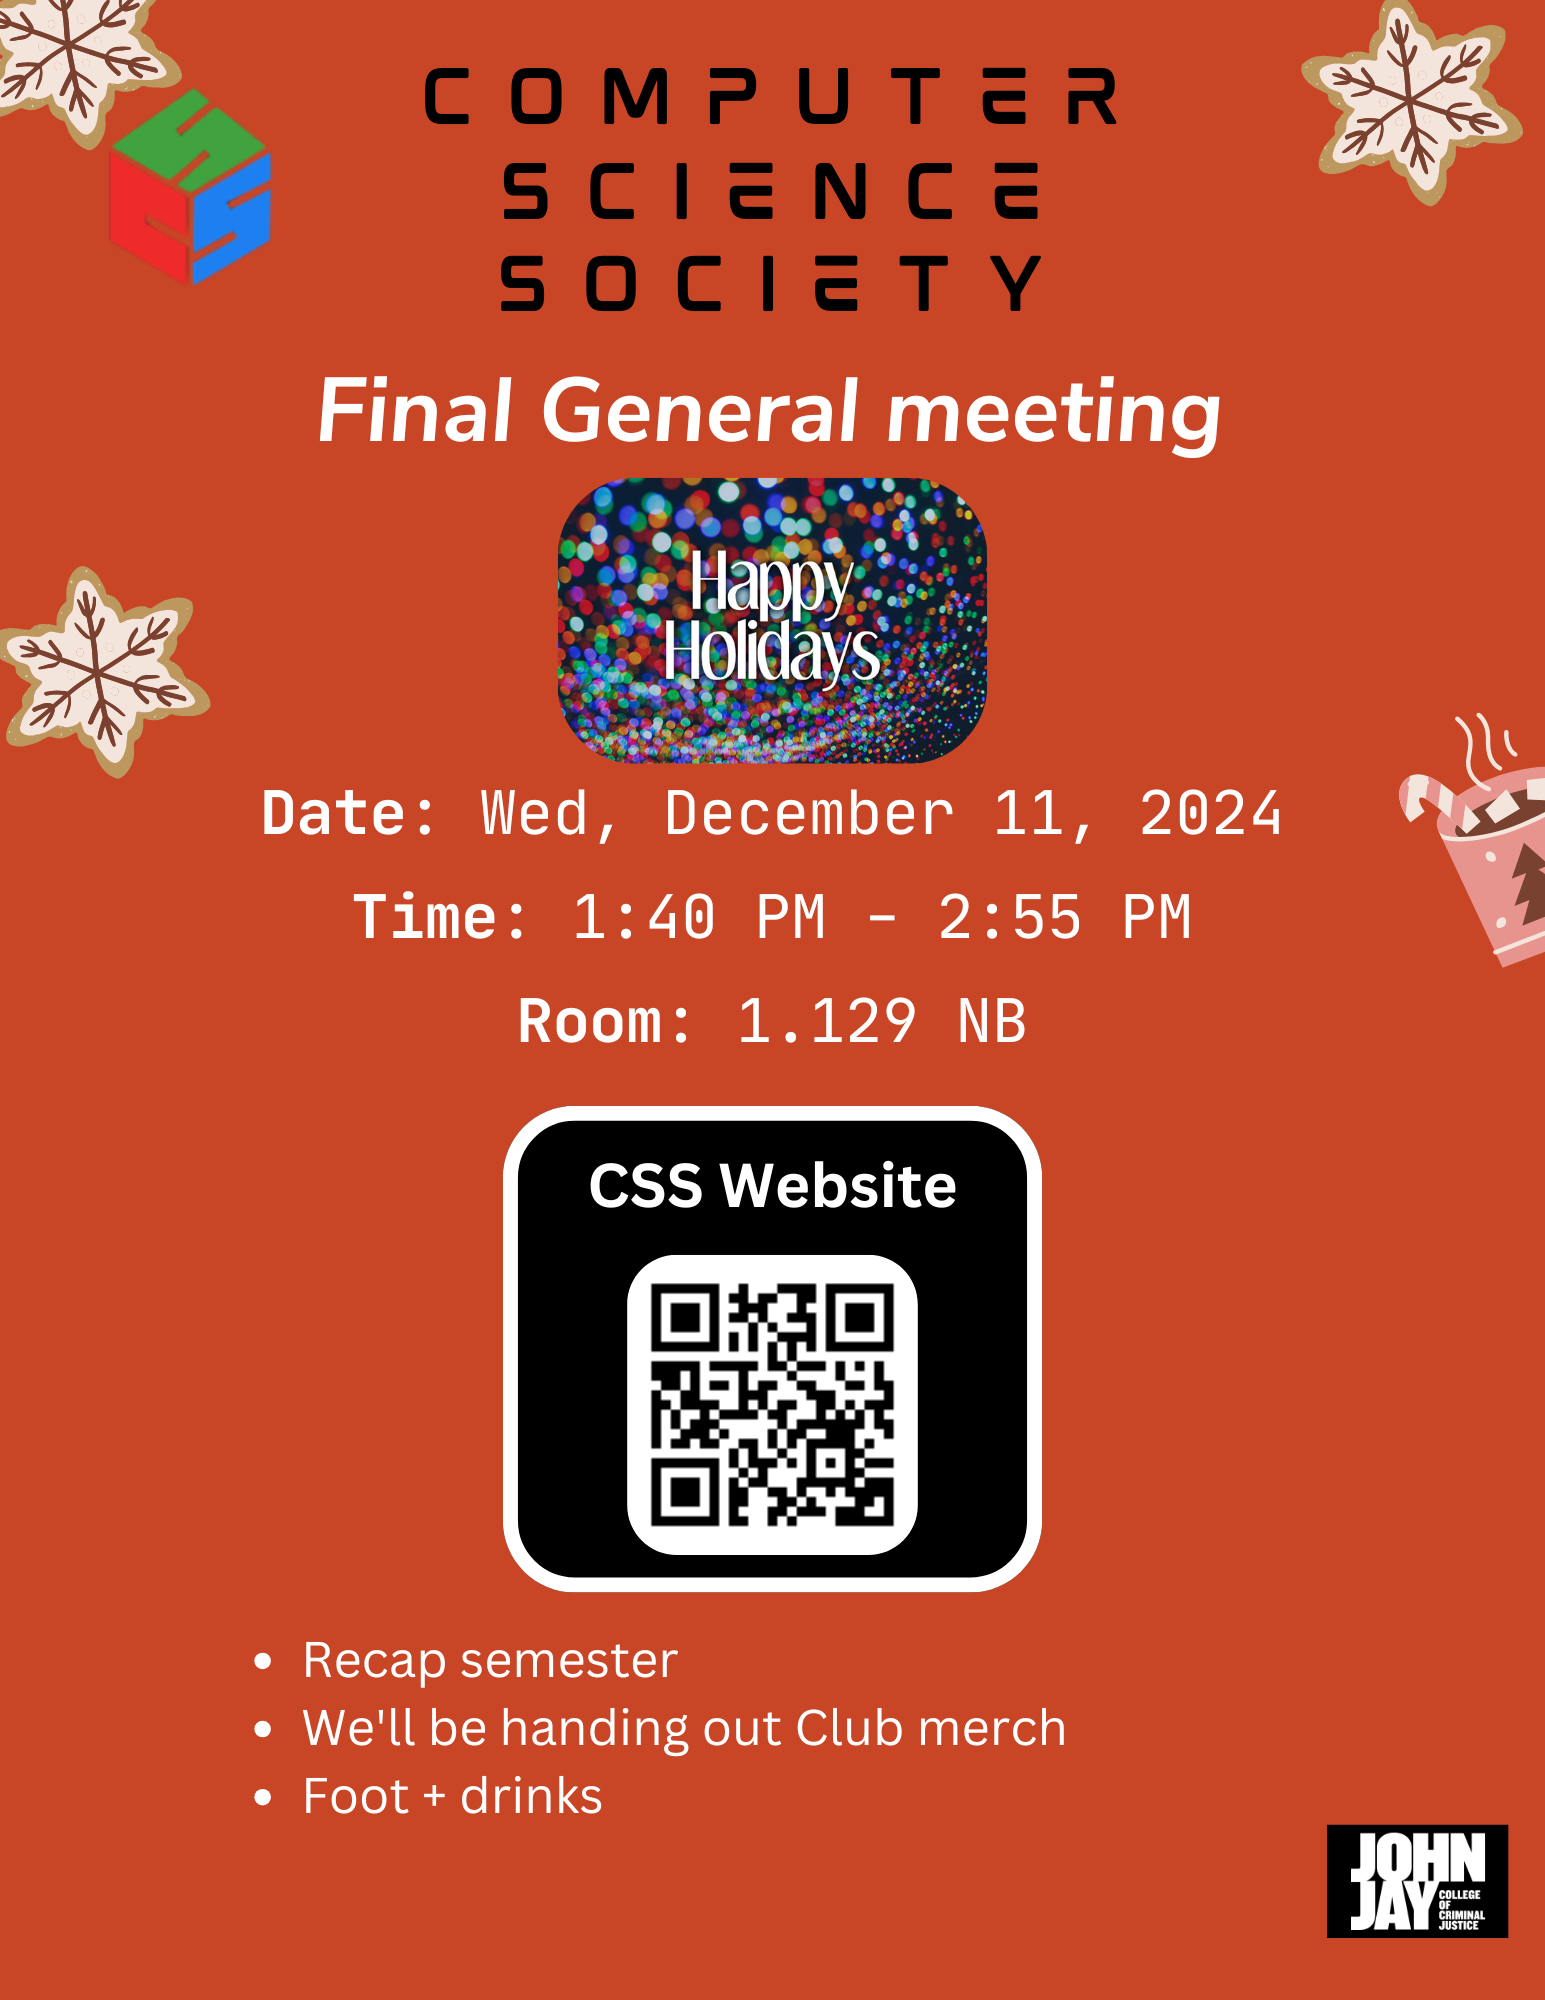 COMPUTER
SCIENCE
SOCIETY
Final General meeting
Happy
Holidays
Date: Wed, December 11, 2024
Time: 1:40 PM - 2:55 PM
Room: 1.129 NB
CSS Website
• Recap semester
• We'll be handing out Club merch
• Foot + drinks
JOHN
JAY
COLLEGE
OF
CRIMINAL
JUSTICE